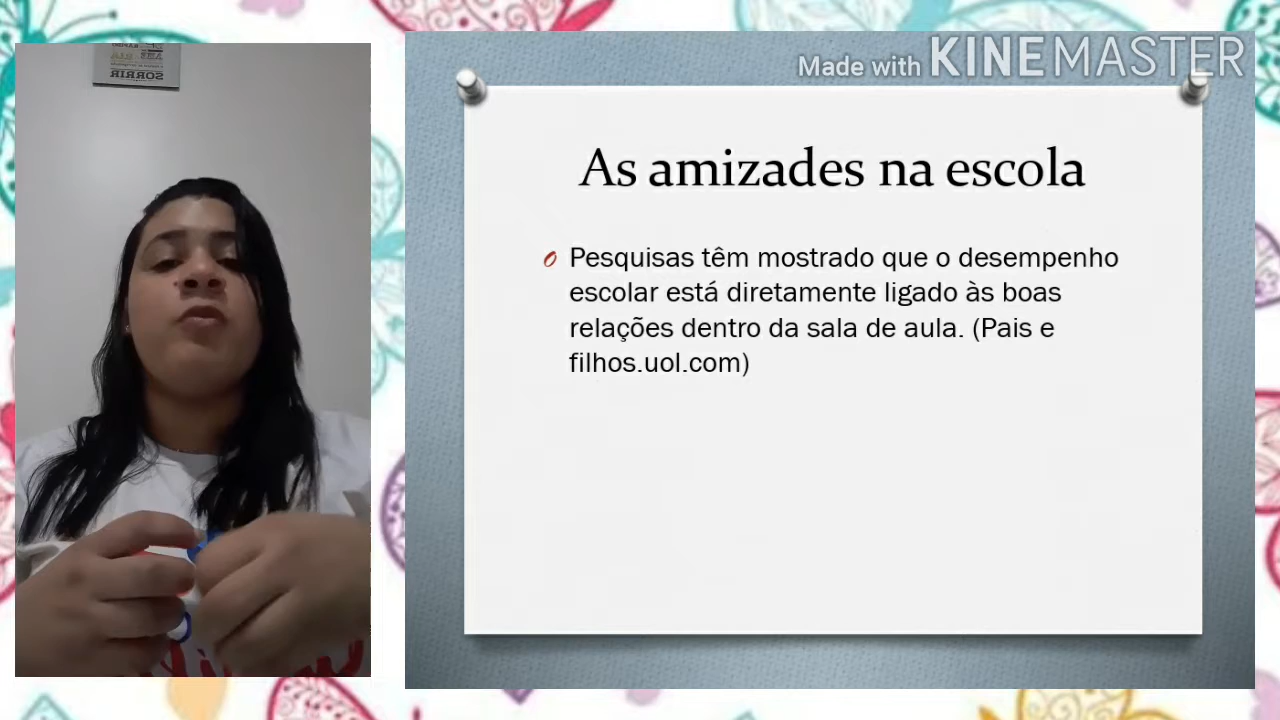 SORRIR
Made with KINEMASTER
As amizades na escola
Pesquisas têm mostrado que o desempenho
escolar está diretamente ligado às boas
relações dentro da sala de aula. (Pais e
filhos.uol.com)